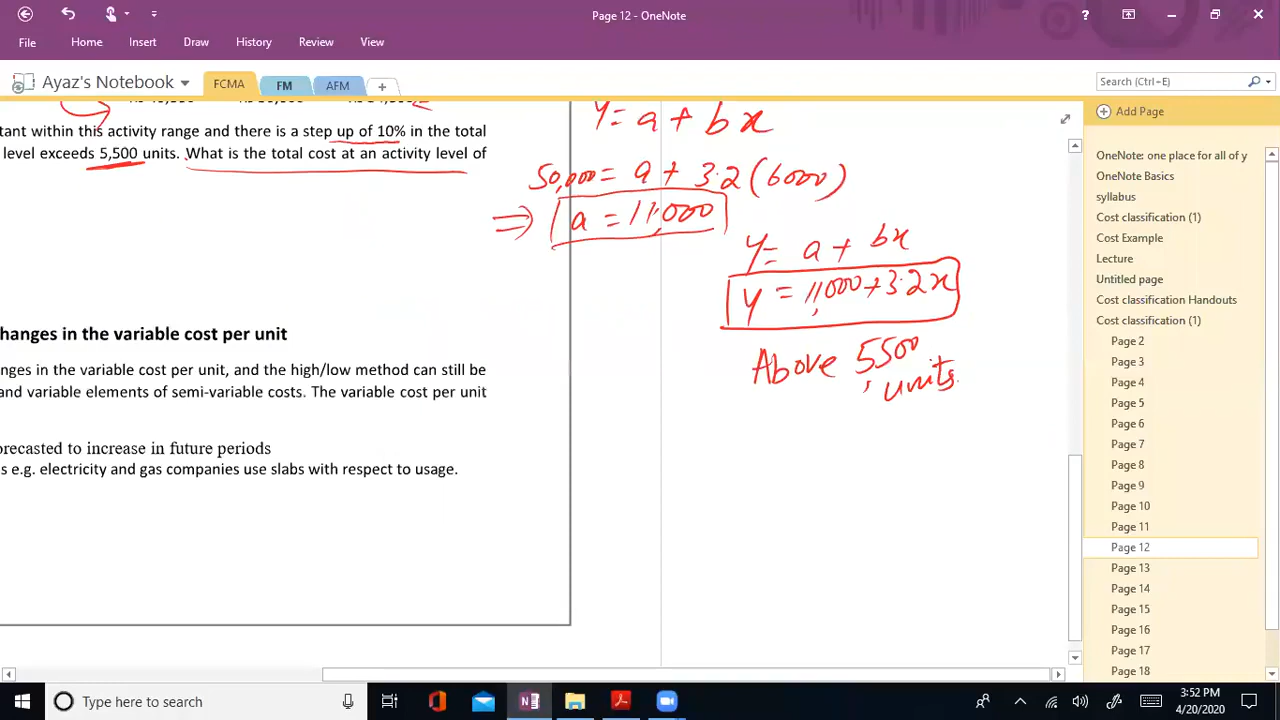 Page 12 - OneNote
?
File Home Insert Draw History Review View
Ayaz's Notebook FCMA FM AFM
Search (Ctrl+E)
tant within this activity range and there is a step up of 10% in the total
level exceeds 5,500 units. What is the total cost at an activity level of
hanges in the variable cost per unit
nges in the variable cost per unit, and the high/low method can still be
and variable elements of semi-variable costs. The variable cost per unit
orecasted to increase in future periods
s e.g. electricity and gas companies use slabs with respect to usage.
Y = a + bx
50,000 = a + 3.2 (6000)
⇒ a = 11,000
Y = a + bx
Y = 11,000 + 3.2x
Above 5500
units
Add Page
OneNote: one place for all of y
OneNote Basics
syllabus
Cost classification (1)
Cost Example
Lecture
Untitled page
Cost classification Handouts
Cost classification (1)
Page 2
Page 3
Page 4
Page 5
Page 6
Page 7
Page 8
Page 9
Page 10
Page 11
Page 12
Page 13
Page 14
Page 15
Page 16
Page 17
Page 18
Type here to search
3:52 PM
4/20/2020